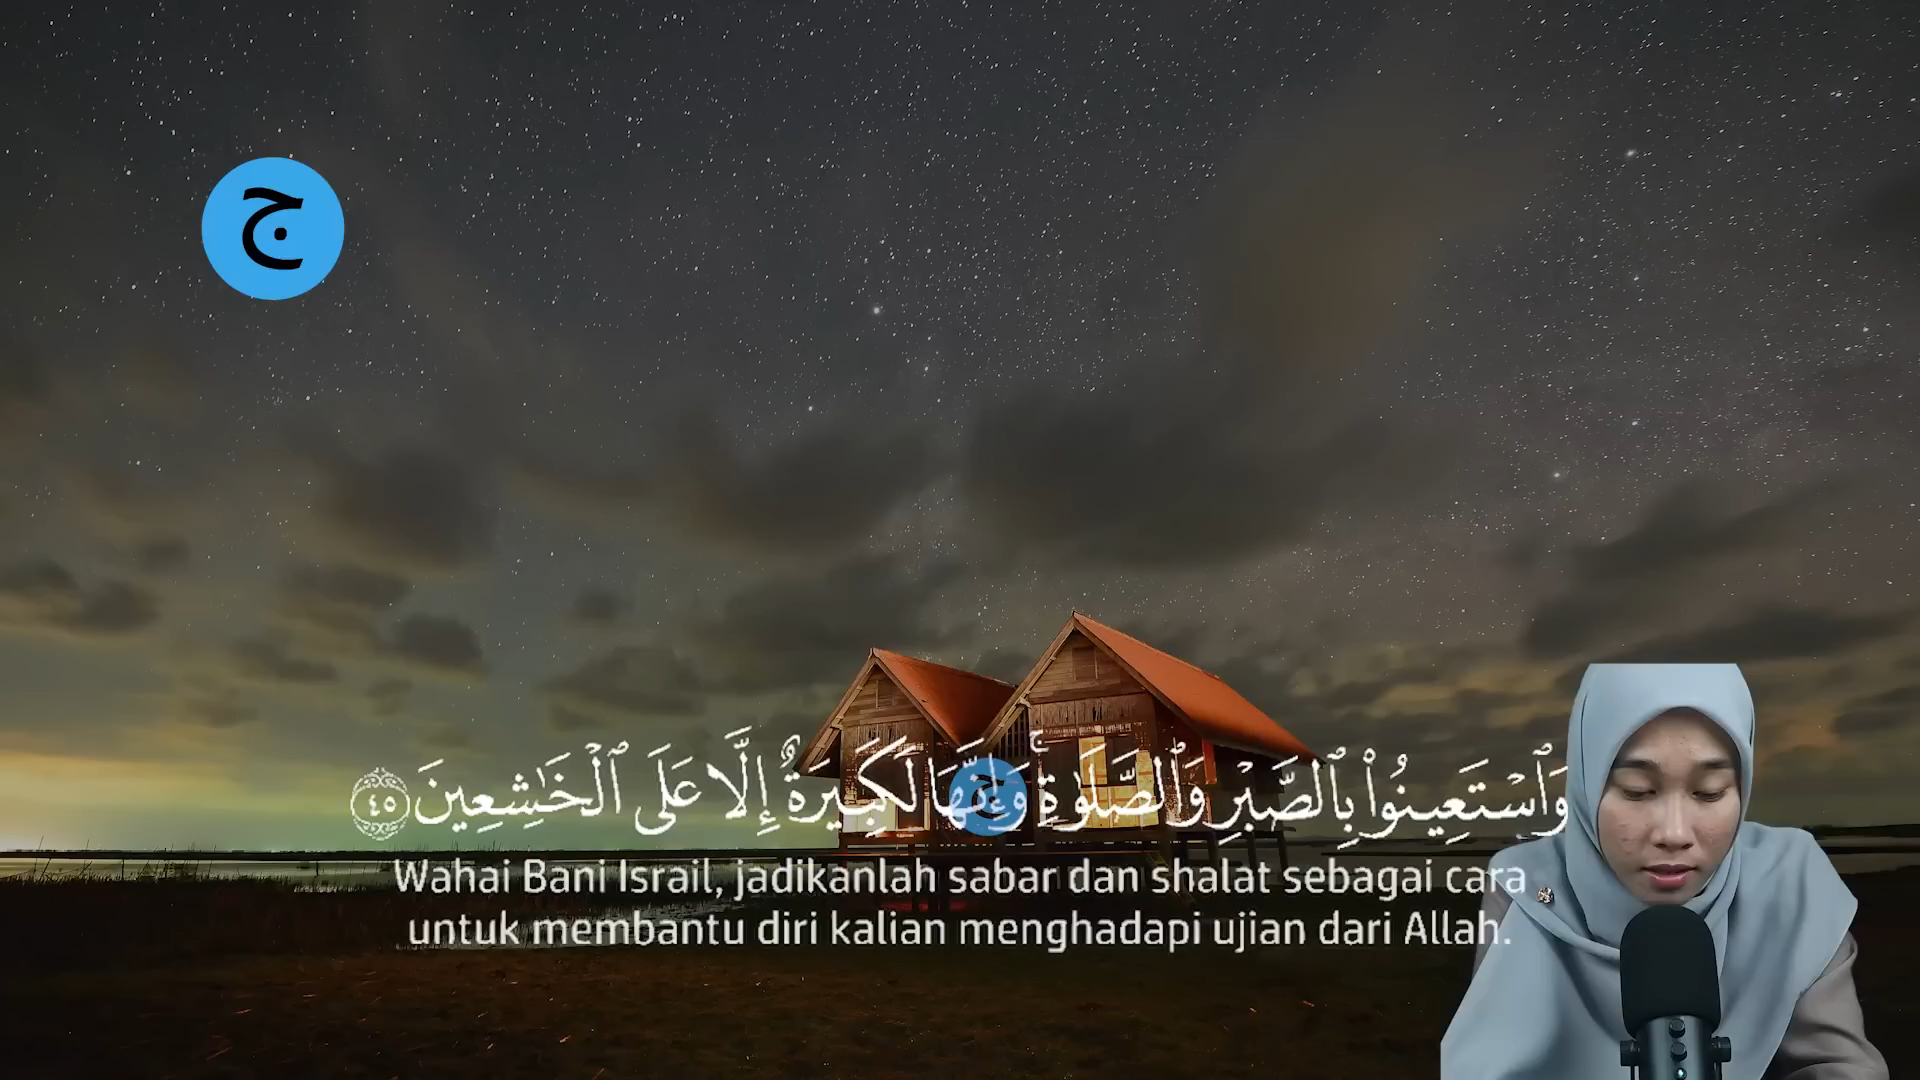 ج
وَٱسْتَعِينُوا۟ بِٱلصَّبْرِ وَٱلصَّلَوٰةِ ۚ وَإِنَّهَا لَكَبِيرَةٌ إِلَّا عَلَى ٱلْخَٰشِعِينَ ٤٥
Wahai Bani Israil, jadikanlah sabar dan shalat sebagai cara
untuk membantu diri kalian menghadapi ujian dari Allah.